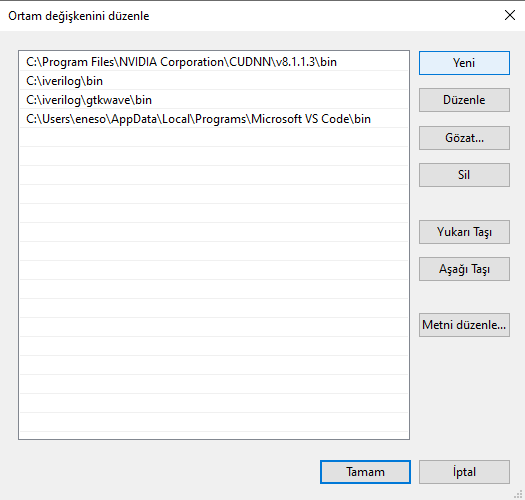 Ortam değişkenini düzenle
C:\Program Files\NVIDIA Corporation\CUDNN\v8.1.1.3\bin
C:\iverilog\bin
C:\iverilog\gtkwave\bin
C:\Users\eneso\AppData\Local\Programs\Microsoft VS Code\bin
Yeni
Düzenle
Gözat...
Sil
Yukarı Taşı
Aşağı Taşı
Metni düzenle...
Tamam
İptal